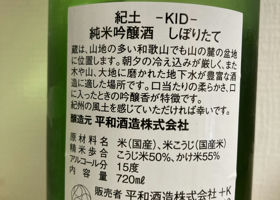 紀土 -KID-
純米吟醸酒 しぼりたて
蔵は、山地の多い和歌山でも山の麓の盆地
に位置します。朝夕の冷え込みが厳しく、また
木や山、大地に磨かれた地下水が豊富な酒
造に適した場所です。口当たりの柔らかさ、口
に入ったときの吟醸香が特徴です。
紀州の風土を感じていただければ幸いです。
醸造元 平和酒造株式会社
原材料名 米(国産)、米こうじ(国産)
精米歩合 こうじ米50%、かけ米55%
アルコール分 15度
内容量 720mℓ
販売者 平和酒造株式会社+K